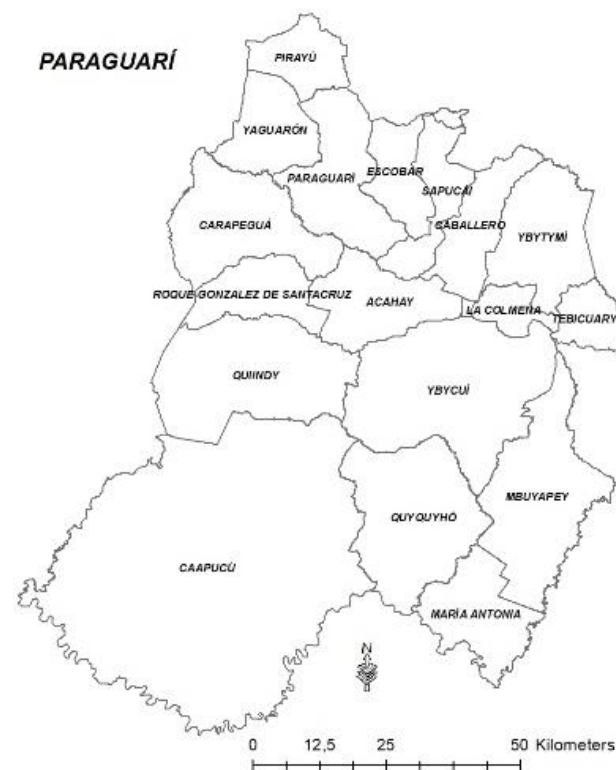 PARAGUARÍ
PIRAYÚ
YAGUARÓN
PARAGUARÍ
ESCOBAR
SAPUCAÍ
CARAPEGUÁ
CABALLERO
YBYTYMÍ
ROQUE GONZALEZ DE SANTACRUZ
ACAHAY
LA COLMENA
TEBICUARY
QUIINDY
YBYCUÍ
MBUYAPEY
QUYQUYHÓ
CAAPUCÚ
MARÍA ANTONIA
N
0 12,5 25 50 Kilometers